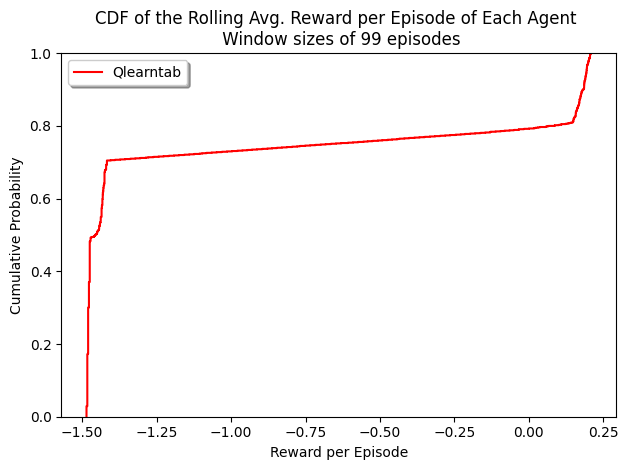 CDF of the Rolling Avg. Reward per Episode of Each Agent
Window sizes of 99 episodes
Qlearntab
1.0
0.8
0.6
0.4
0.2
0.0
Cumulative Probability
−1.50
−1.25
−1.00
−0.75
−0.50
−0.25
0.00
0.25
Reward per Episode